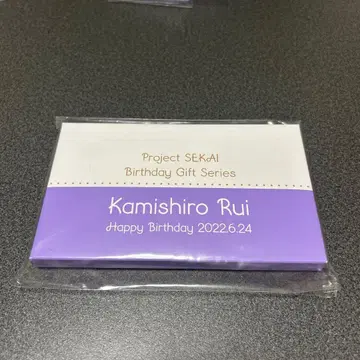 Project SEKAI
Birthday Gift Series
Kamishiro Rui
Happy Birthday 2022.6.24